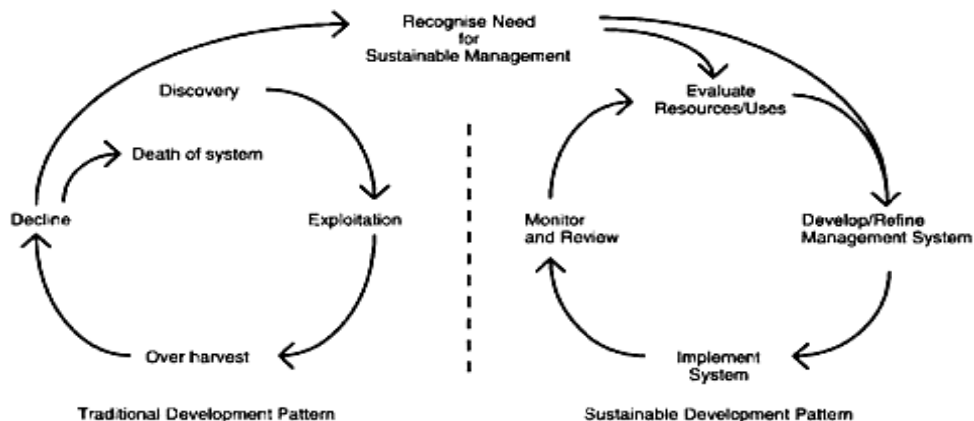 Recognise Need
for
Sustainable Management
Discovery
Death of system
Decline
Exploitation
Over harvest
Traditional Development Pattern
Evaluate
Resources/Uses
Monitor
and Review
Develop/Refine
Management System
Implement
System
Sustainable Development Pattern